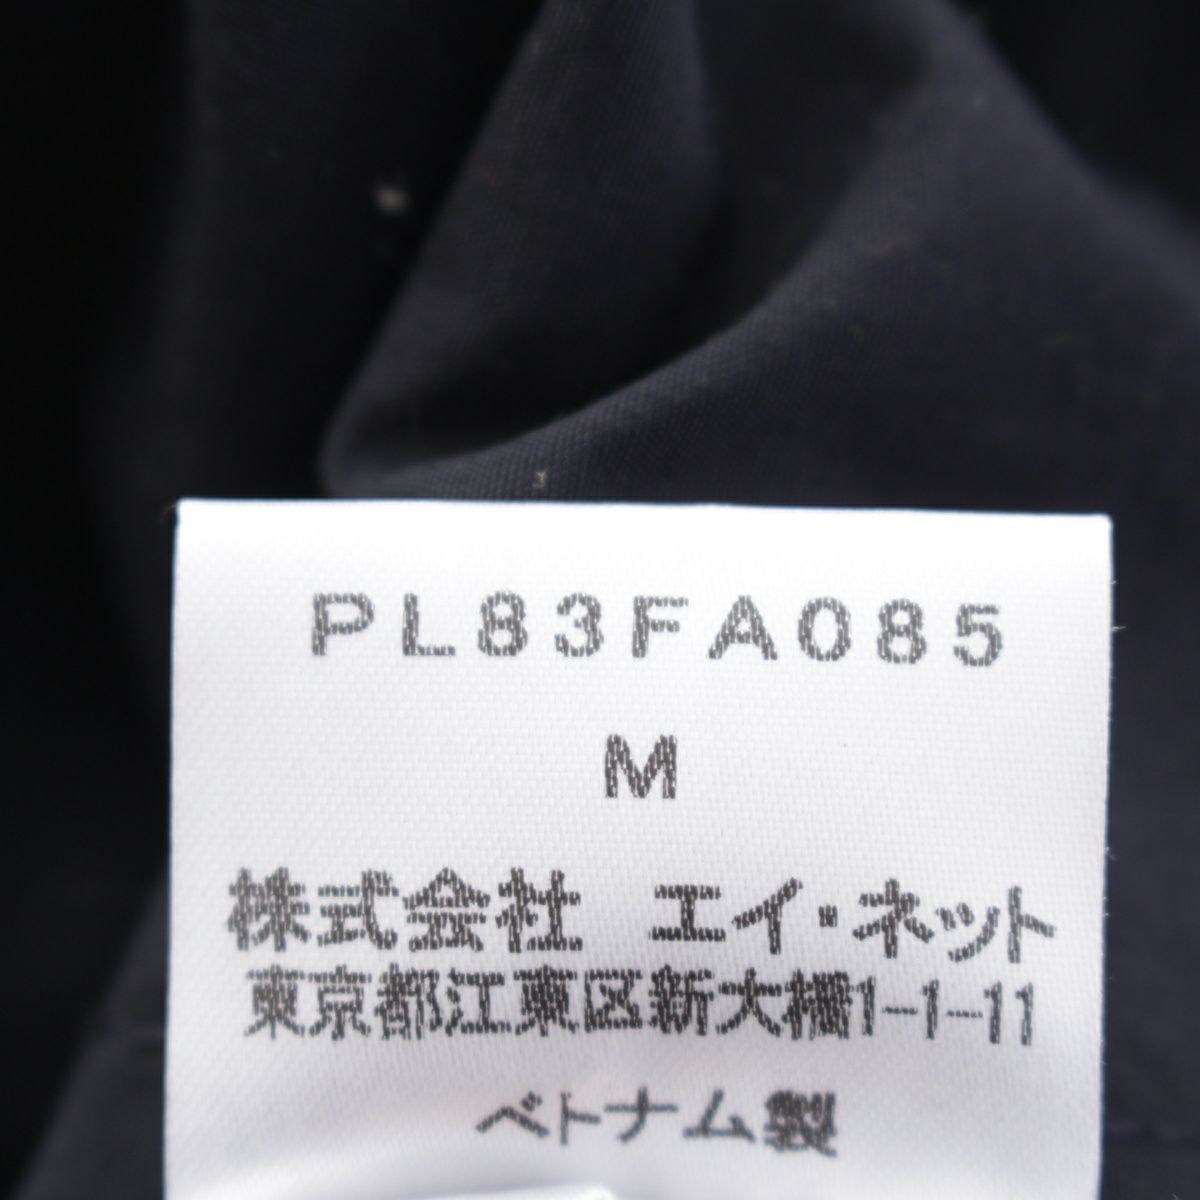 PL83FA085
M
株式会社 エイ・ネット
東京都江東区新大橋1-1-11
ベトナム製